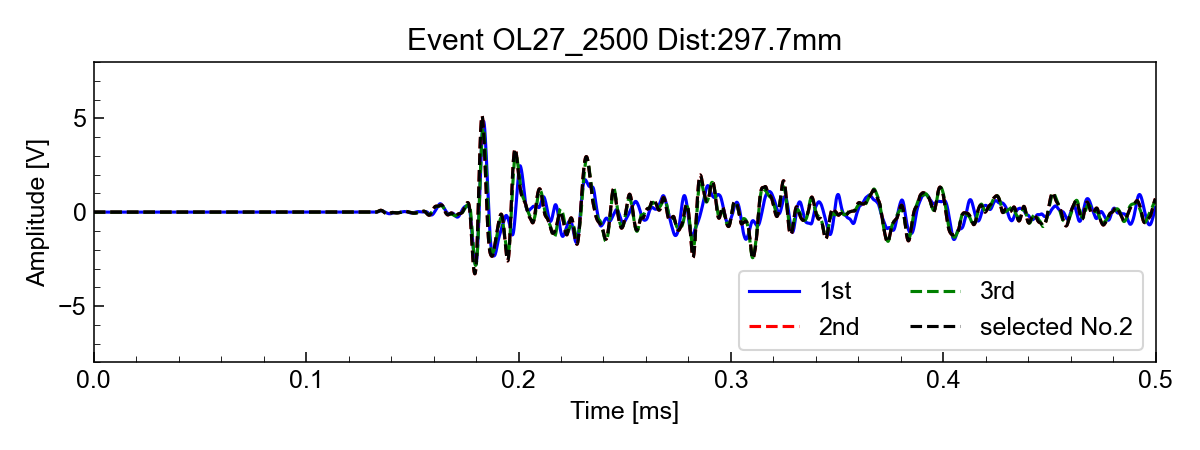 Event OL27_2500 Dist:297.7mm
Amplitude [V]
5
0
−5
1st
2nd
3rd
selected No.2
0.0 0.1 0.2 0.3 0.4 0.5
Time [ms]